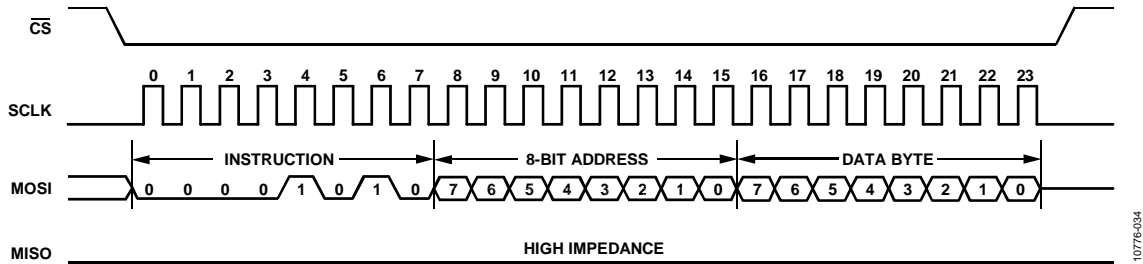 CS
0 1 2 3 4 5 6 7 8 9 10 11 12 13 14 15 16 17 18 19 20 21 22 23
SCLK
INSTRUCTION 8-BIT ADDRESS DATA BYTE
MOSI 0 0 0 0 1 0 1 0 7 6 5 4 3 2 1 0 7 6 5 4 3 2 1 0
MISO HIGH IMPEDANCE
10776-034